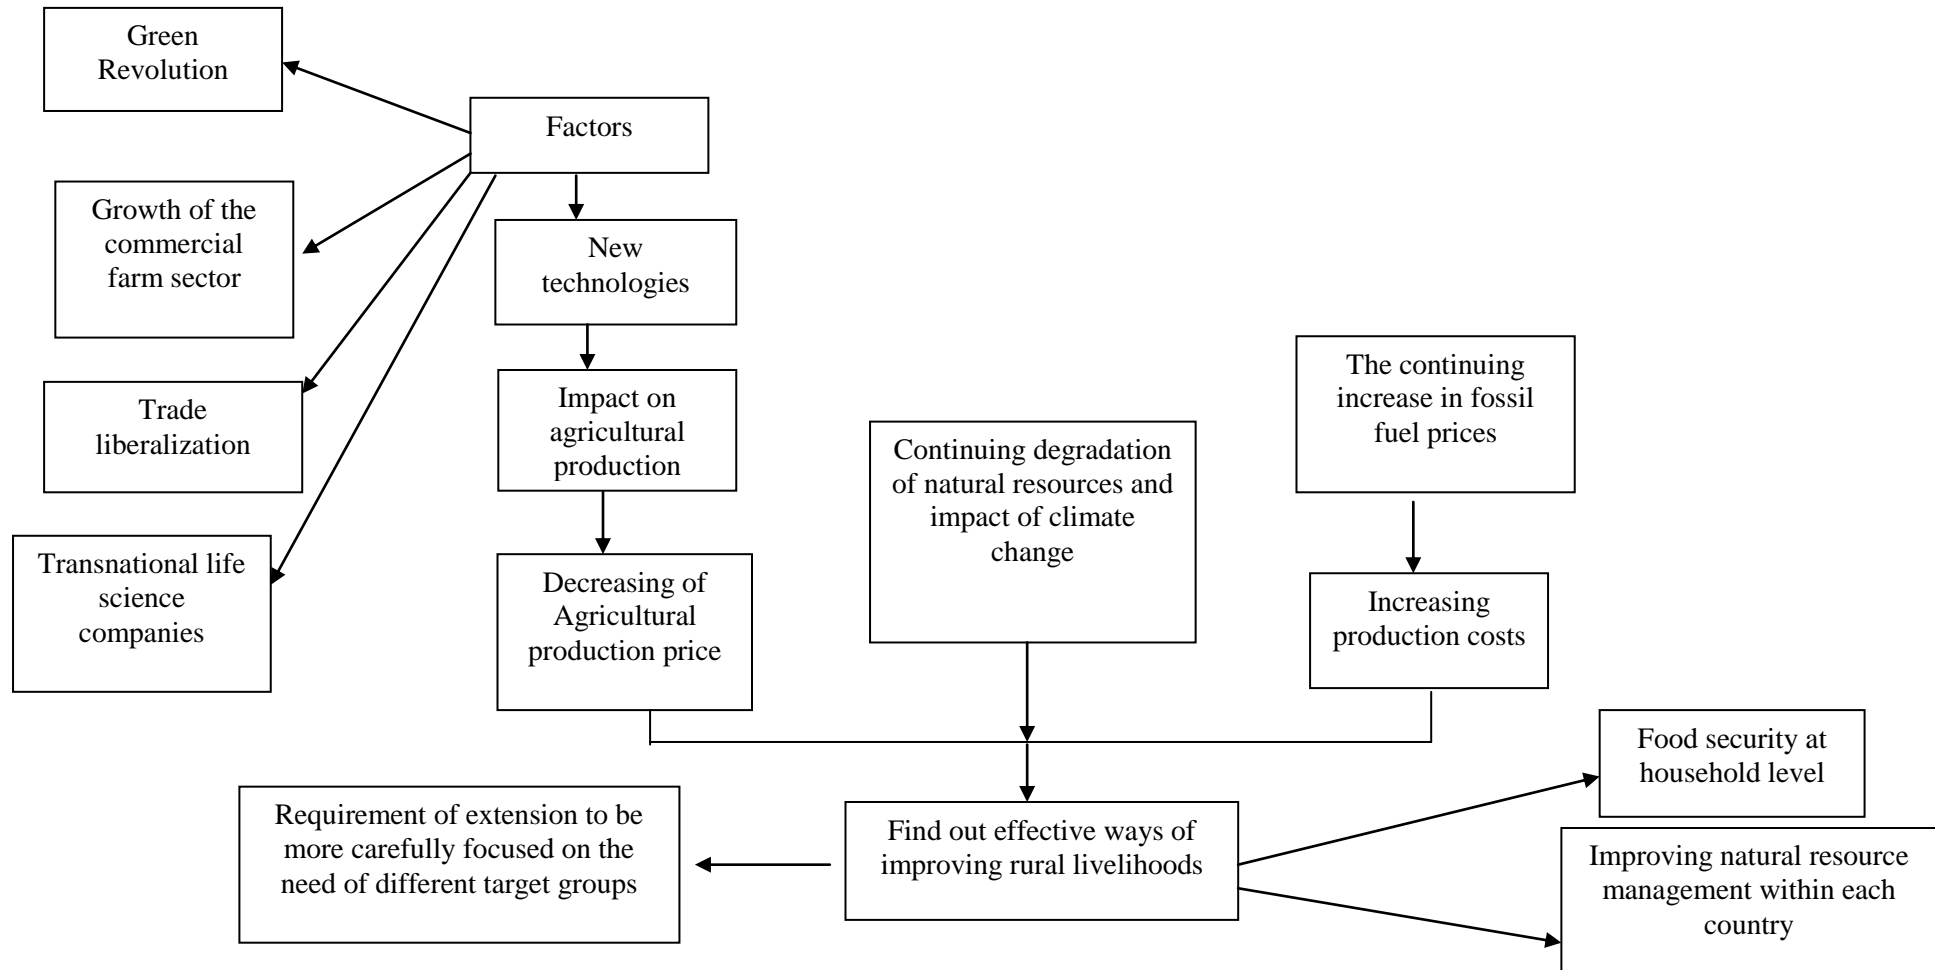 Green
Revolution
Factors
Growth of the
commercial
farm sector
New
technologies
Trade
liberalization
Impact on
agricultural
production
The continuing
increase in fossil
fuel prices
Continuing degradation
of natural resources and
impact of climate
change
Transnational life
science
companies
Decreasing of
Agricultural
production price
Increasing
production costs
Food security at
household level
Requirement of extension to be
more carefully focused on the
need of different target groups
Find out effective ways of
improving rural livelihoods
Improving natural resource
management within each
country